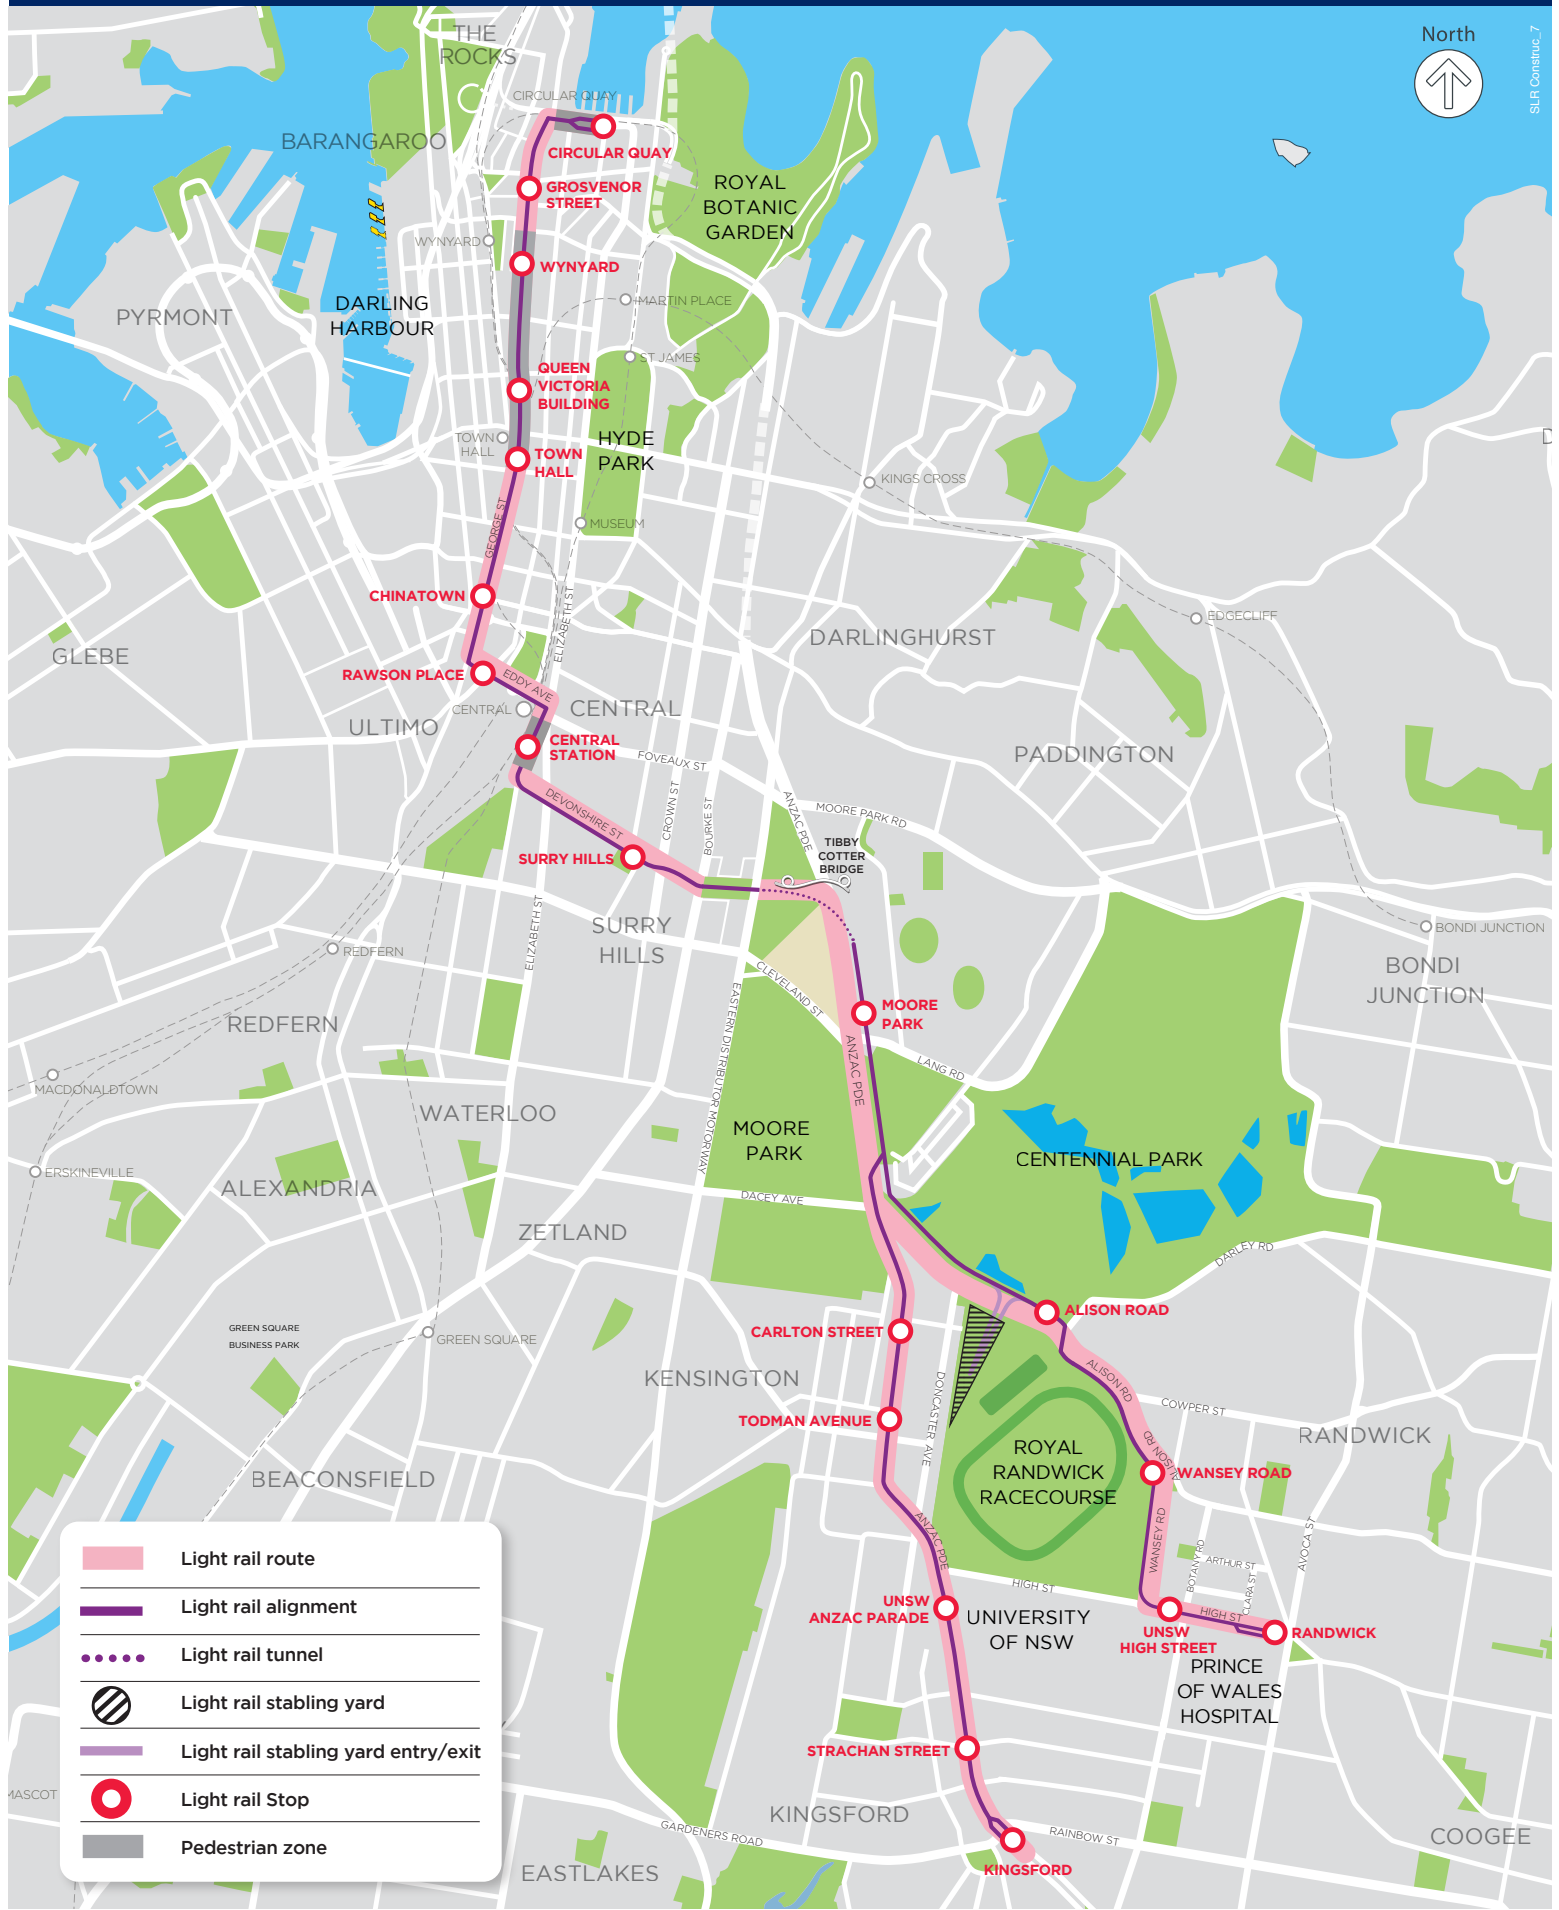 North
SLR Construc_7
THE
ROCKS
CIRCULAR QUAY
BARANGAROO
CIRCULAR QUAY
GROSVENOR
STREET
ROYAL
BOTANIC
GARDEN
WYNYARD
WYNYARD
MARTIN PLACE
DARLING
HARBOUR
PYRMONT
ST JAMES
QUEEN
VICTORIA
BUILDING
TOWN
HALL
HYDE
PARK
TOWN
HALL
KINGS CROSS
GEORGE ST
MUSEUM
CHINATOWN
ELIZABETH ST
EDGECLIFF
DARLINGHURST
GLEBE
RAWSON PLACE
EDDY AVE
CENTRAL
CENTRAL
ULTIMO
CENTRAL
STATION
FOVEAUX ST
PADDINGTON
DEVONSHIRE ST
CROWN ST
BOURKE ST
ANZAC PDE
MOORE PARK RD
TIBBY
COTTER
BRIDGE
SURRY HILLS
SURRY
HILLS
ELIZABETH ST
REDFERN
BONDI JUNCTION
BONDI
JUNCTION
CLEVELAND ST
EASTERN DISTRIBUTOR MOTORWAY
MOORE
PARK
REDFERN
ANZAC PDE
LANG RD
MACDONALDTOWN
WATERLOO
MOORE
PARK
CENTENNIAL PARK
ERSKINEVILLE
ALEXANDRIA
DACEY AVE
ZETLAND
DARLEY RD
ALISON ROAD
GREEN SQUARE
BUSINESS PARK
GREEN SQUARE
CARLTON STREET
KENSINGTON
DONCASTER AVE
ALISON RD
COWPER ST
TODMAN AVENUE
RANDWICK
ROYAL
RANDWICK
RACECOURSE
ALISON RD
WANSEY ROAD
BEACONSFIELD
ANZAC PDE
WANSEY RD
BOTANY RD
ARTHUR ST
CLARA ST
AVOCA ST
HIGH ST
UNSW
ANZAC PARADE
UNIVERSITY
OF NSW
HIGH ST
UNSW
HIGH STREET
RANDWICK
PRINCE
OF WALES
HOSPITAL
STRACHAN STREET
MASCOT
KINGSFORD
GARDENERS ROAD
RAINBOW ST
COOGEE
KINGSFORD
EASTLAKES
Light rail route
Light rail alignment
Light rail tunnel
Light rail stabling yard
Light rail stabling yard entry/exit
Light rail Stop
Pedestrian zone